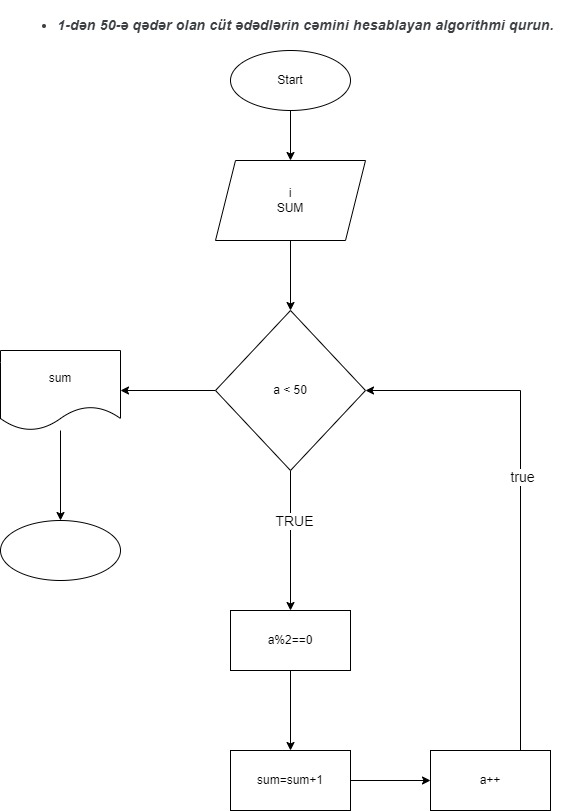 1-dən 50-ə qədər olan cüt ədədlərin cəmini hesablayan algorithmi qurun.
Start
i
SUM
a < 50
sum
true
TRUE
a%2==0
sum=sum+1
a++